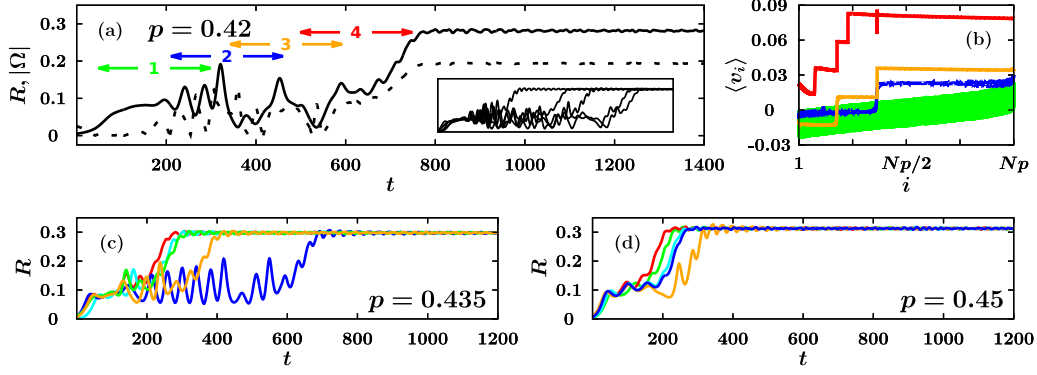 (a) p = 0.42
R, |Ω|
0.3
0.2
0.1
0
1 2 3 4
200 400 600 800 1000 1200 1400
t
(b)
⟨v_i⟩
0.09
0.06
0.03
0
-0.03
1 Np/2 Np
i
(c)
R
0.3
0.2
0.1
0
p = 0.435
0 200 400 600 800 1000 1200
t
(d)
R
0.3
0.2
0.1
0
p = 0.45
0 200 400 600 800 1000 1200
t